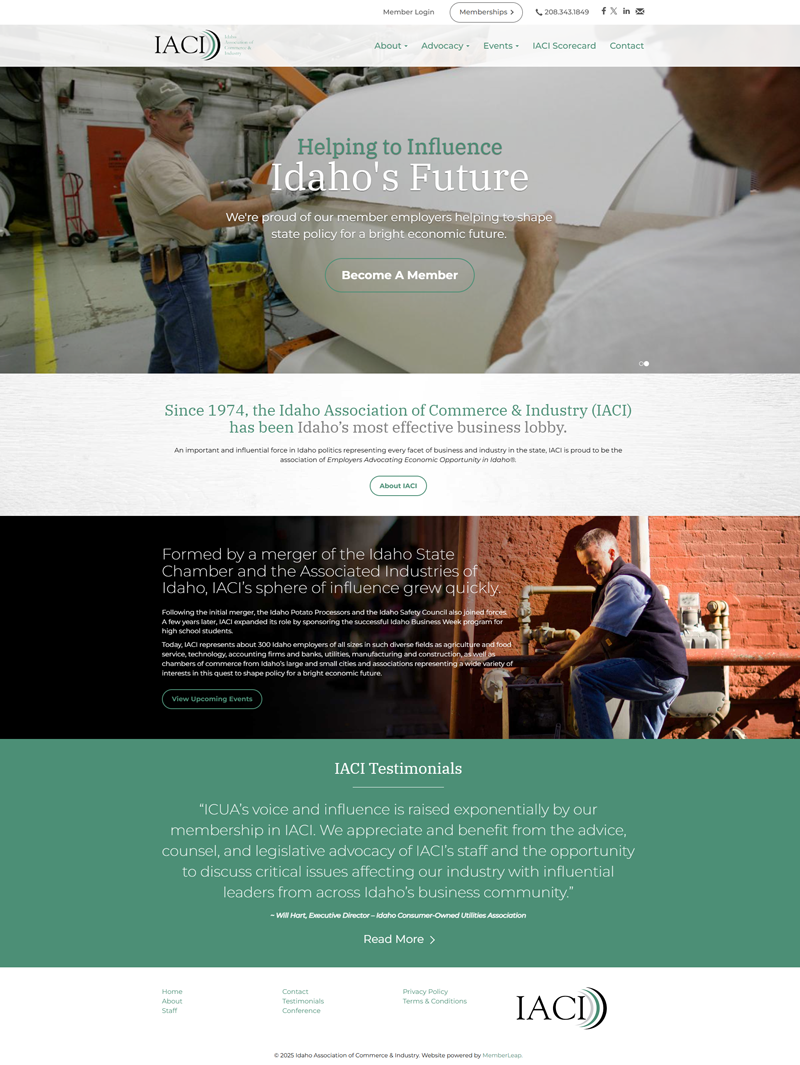 Member Login
Memberships
208.343.1849
IACI
Idaho
Association of
Commerce &
Industry
About
Advocacy
Events
IACI Scorecard
Contact
Helping to Influence
Idaho's Future
We're proud of our member employers helping to shape
state policy for a bright economic future.
Become A Member
Since 1974, the Idaho Association of Commerce & Industry (IACI)
has been Idaho’s most effective business lobby.
An important and influential force in Idaho politics representing every facet of business and industry in the state, IACI is proud to be the
association of Employers Advocating Economic Opportunity in Idaho®.
About IACI
Formed by a merger of the Idaho State
Chamber and the Associated Industries of
Idaho, IACI’s sphere of influence grew quickly.
Following the initial merger, the Idaho Potato Processors and the Idaho Safety Council also joined forces.
A few years later, IACI expanded its role by sponsoring the successful Idaho Business Week program for
high school students.
Today, IACI represents about 300 Idaho employers of all sizes in such diverse fields as agriculture and food
service, technology, accounting firms and banks, utilities, manufacturing and construction, as well as
chambers of commerce from Idaho’s large and small cities and associations representing a wide variety of
interests in this quest to shape policy for a bright economic future.
View Upcoming Events
IACI Testimonials
“ICUA’s voice and influence is raised exponentially by our
membership in IACI. We appreciate and benefit from the advice,
counsel, and legislative advocacy of IACI’s staff and the opportunity
to discuss critical issues affecting our industry with influential
leaders from across Idaho’s business community.”
~ Will Hart, Executive Director – Idaho Consumer-Owned Utilities Association
Read More
Home
About
Staff
Contact
Testimonials
Conference
Privacy Policy
Terms & Conditions
IACI
© 2025 Idaho Association of Commerce & Industry. Website powered by MemberLeap.